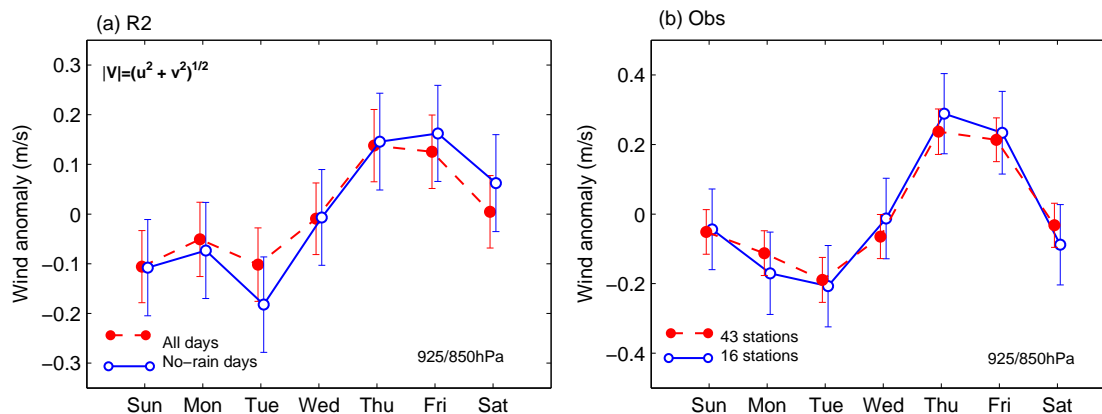 (a) R2
|V|=(u² + v²)¹/²
Wind anomaly (m/s)
0.3
0.2
0.1
0
−0.1
−0.2
−0.3
All days
No−rain days
925/850hPa
Sun Mon Tue Wed Thu Fri Sat
(b) Obs
Wind anomaly (m/s)
0.4
0.2
0
−0.2
−0.4
43 stations
16 stations
925/850hPa
Sun Mon Tue Wed Thu Fri Sat